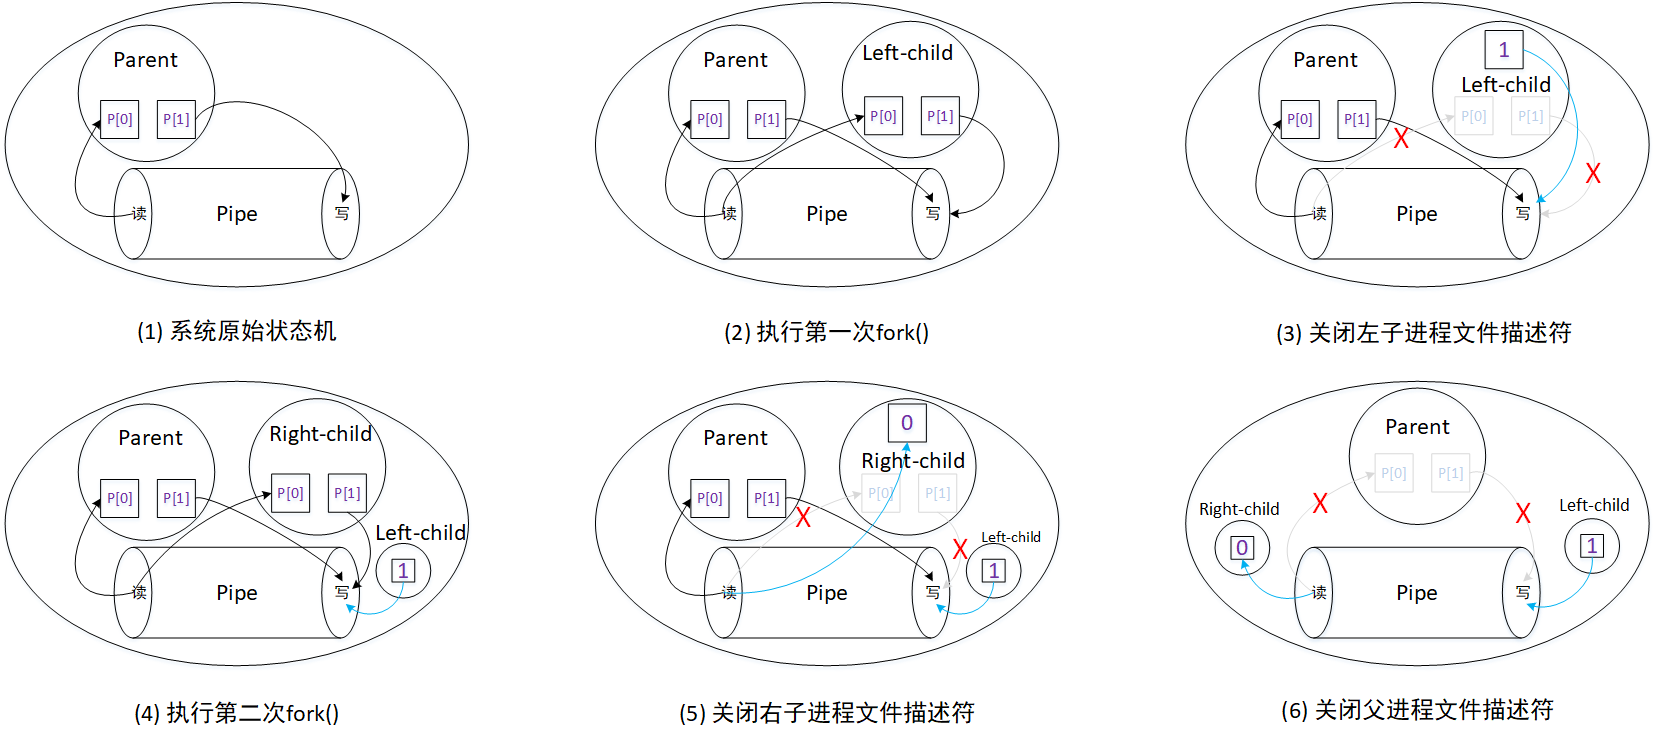 Parent
P[0] P[1]
读 Pipe 写
(1) 系统原始状态机
Parent Left-child
P[0] P[1] P[0] P[1]
读 Pipe 写
(2) 执行第一次fork()
1
Parent Left-child
P[0] P[1] P[0] P[1]
X X
读 Pipe 写
(3) 关闭左子进程文件描述符
Parent Right-child
P[0] P[1] P[0] P[1]
Left-child
1
读 Pipe 写
(4) 执行第二次fork()
0
Parent Right-child
P[0] P[1] P[0] P[1]
X X Left-child
1
读 Pipe 写
(5) 关闭右子进程文件描述符
Parent
P[0] P[1]
Right-child X X Left-child
0 1
读 Pipe 写
(6) 关闭父进程文件描述符